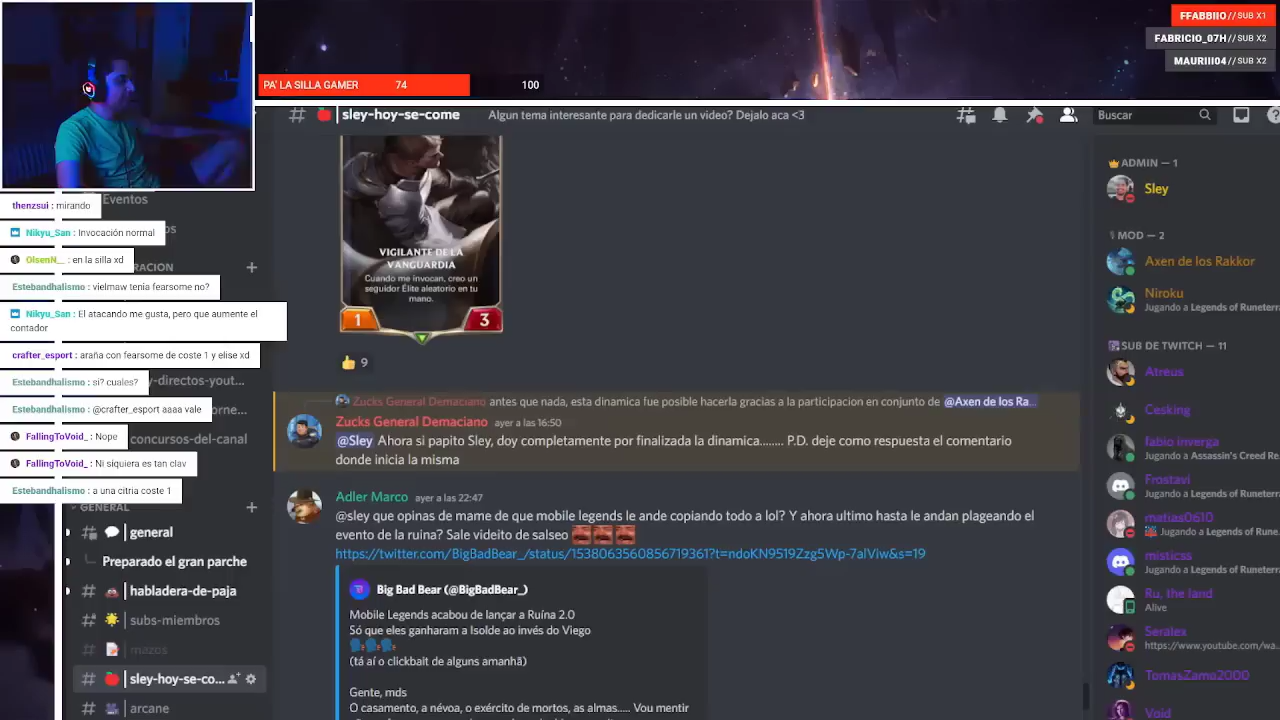 FFABBIIO// SUB X1
FABRICIO_07H// SUB X2
MAURIII04// SUB X2
PA' LA SILLA GAMER 74 100
sley-hoy-se-come
Algun tema interesante para dedicarle un video? Dejalo aca <3
Buscar
thenzsui : mirando
Nikyu_San : Invocación normal
OlsenN__ : en la silla xd
Estebandhalismo : vielmaw tenia fearsome no?
Nikyu_San : El atacando me gusta, pero que aumente el
contador
crafter_esport : araña con fearsome de coste 1 y elise xd
Estebandhalismo : si? cuales?
Estebandhalismo : @crafter_esport aaaa vale
FallingToVoid_ : Nope
FallingToVoid_ : Ni siquiera es tan clav
Estebandhalismo : a una citria coste 1
Eventos
os
RACION
y-directos-yout...
orne...
concursos-del-canal
GENERAL
general
Preparado el gran parche
habladera-de-paja
subs-miembros
mazos
sley-hoy-se-co...
arcane
VIGILANTE DE LA
VANGUARDIA
Cuando me invocan, creo un
seguidor Élite aleatorio en tu
mano.
1 3
9
Zucks General Demaciano antes que nada, esta dinamica fue posible hacerla gracias a la participacion en conjunto de @Axen de los Ra...
Zucks General Demaciano ayer a las 16:50
@Sley Ahora si papito Sley, doy completamente por finalizada la dinamica........ P.D. deje como respuesta el comentario
donde inicia la misma
Adler Marco ayer a las 22:47
@sley que opinas de mame de que mobile legends le ande copiando todo a lol? Y ahora ultimo hasta le andan plageando el
evento de la ruina? Sale videito de salseo
https://twitter.com/BigBadBear_/status/1538063560856719361?t=ndoKN9519Zzg5Wp-7alViw&s=19
Big Bad Bear (@BigBadBear_)
Mobile Legends acabou de lançar a Ruína 2.0
Só que eles ganharam a Isolde ao invés do Viego
(tá aí o clickbait de alguns amanhã)
Gente, mds
O casamento, a névoa, o exército de mortos, as almas..... Vou mentir
ADMIN — 1
Sley
MOD — 2
Axen de los Rakkor
Niroku
Jugando a Legends of Runeterr
SUB DE TWITCH — 11
Atreus
Cesking
fabio inverga
Jugando a Assassin's Creed Re
Frostavi
Jugando a Legends of Runeterr
matias0610
Jugando a Legends of Rune
misticss
Jugando a Legends of Runeterr
Ru, the land
Alive
Seralex
https://www.youtube.com/wa...
TomasZamo2000
Void